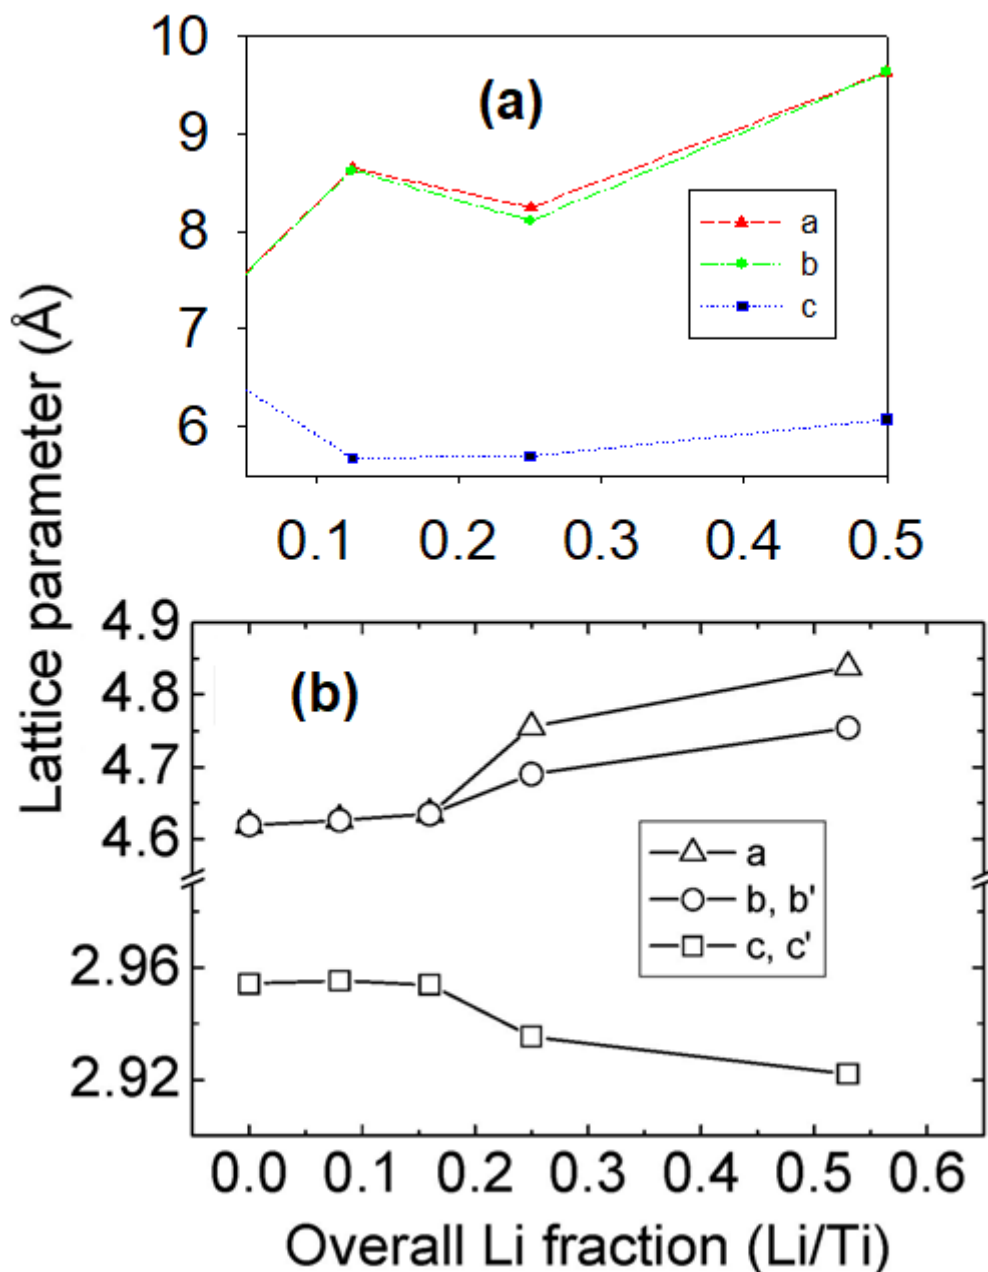 10
(a)
9
8
7
6
a
b
c
0.1 0.2 0.3 0.4 0.5
Lattice parameter (Å)
4.9
(b)
4.8
4.7
4.6
a
b, b'
c, c'
2.96
2.92
0.0 0.1 0.2 0.3 0.4 0.5 0.6
Overall Li fraction (Li/Ti)